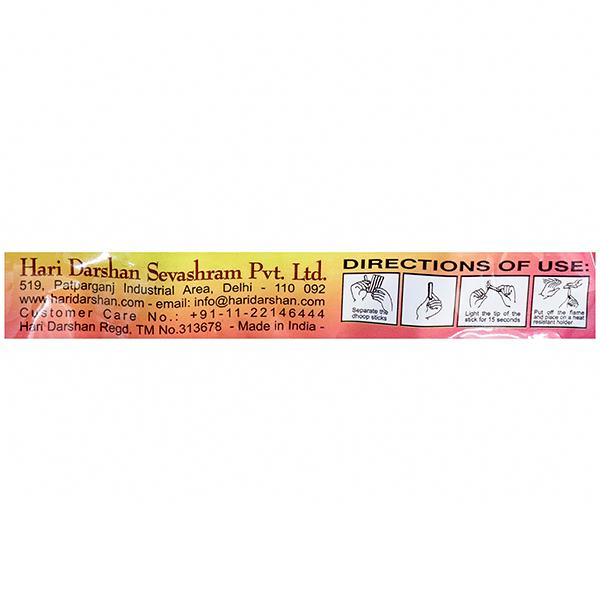 Hari Darshan Sevashram Pvt. Ltd.
519, Patparganj Industrial Area, Delhi - 110 092
www.haridarshan.com - email: info@haridarshan.com
Customer Care No.: +91-11-22146444
Hari Darshan Regd, TM No.313678 - Made in India -
DIRECTIONS OF USE:
Separate the
dhoop sticks
Light the tip of the
stick for 15 seconds
Put off the flame
and place on a heat
resistant holder